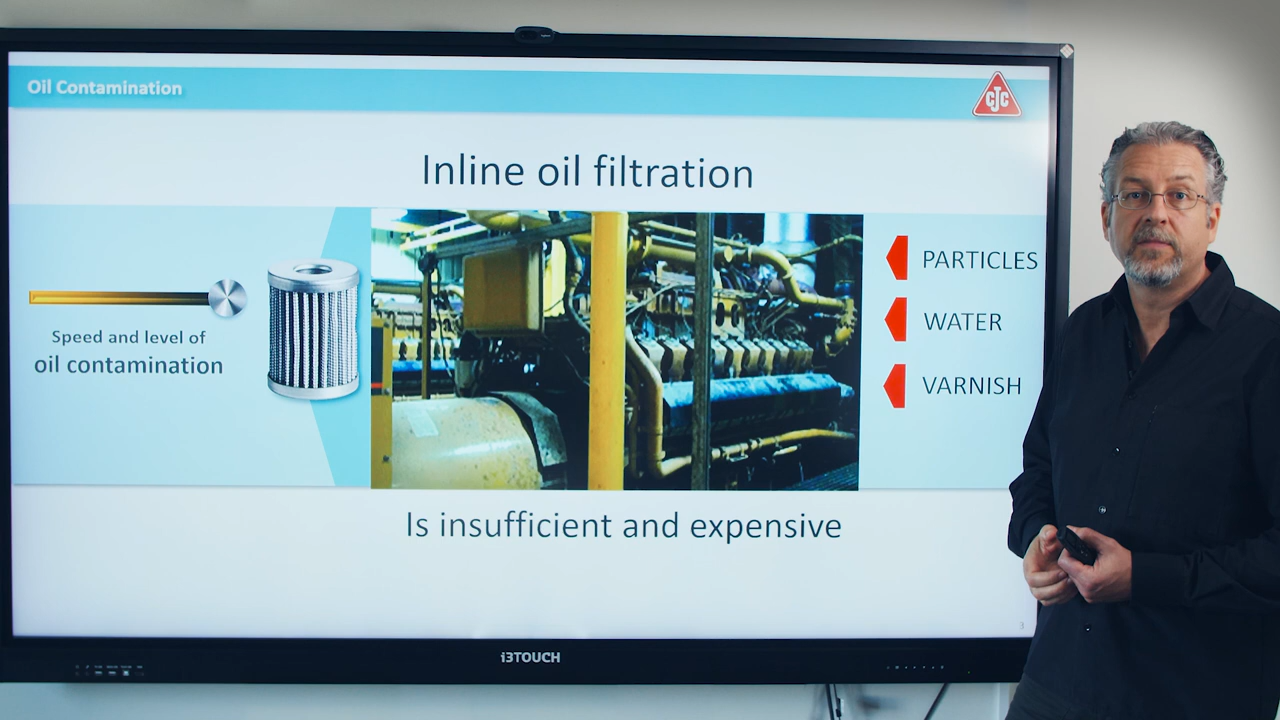 Oil Contamination
CJC
Inline oil filtration
Speed and level of
oil contamination
PARTICLES
WATER
VARNISH
Is insufficient and expensive
i3TOUCH